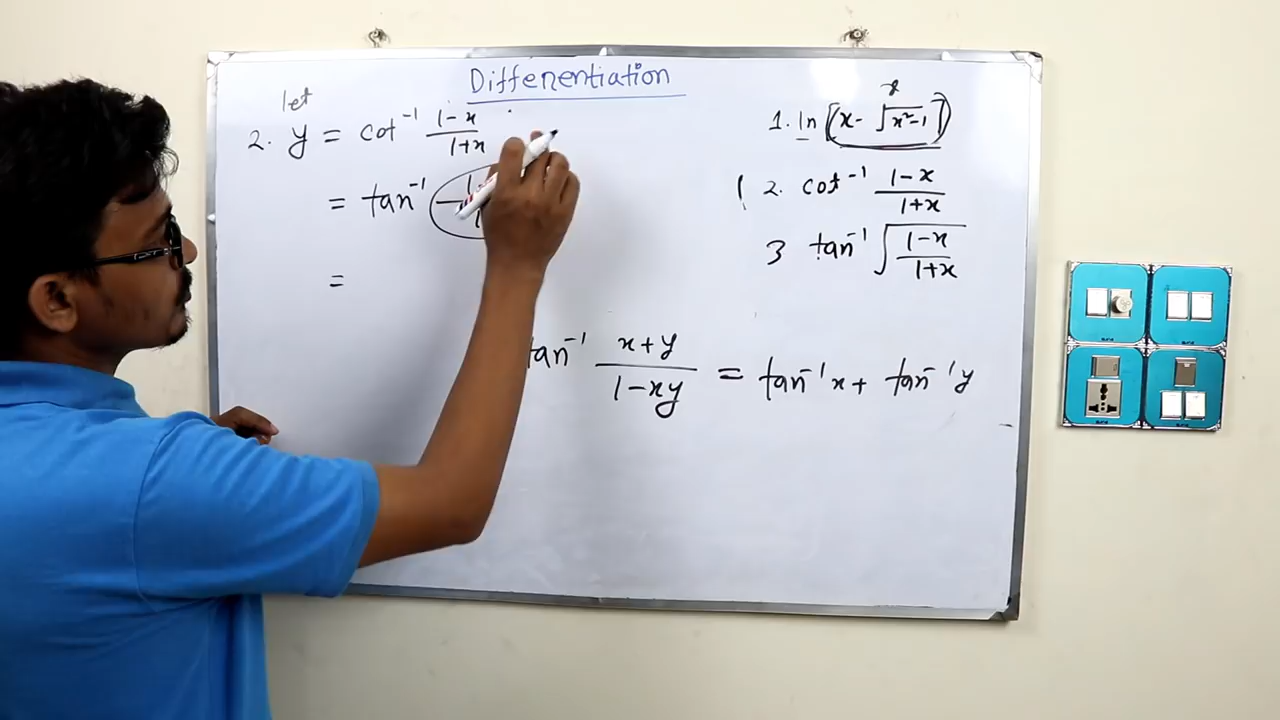 Differentiation
let
2. y = cot⁻¹ (1-x)/(1+x)
= tan⁻¹
=
1. ln [(x - √(x²-1))]
2. cot⁻¹ (1-x)/(1+x)
3 tan⁻¹ √((1-x)/(1+x))
tan⁻¹ (x+y)/(1-xy) = tan⁻¹x + tan⁻¹y